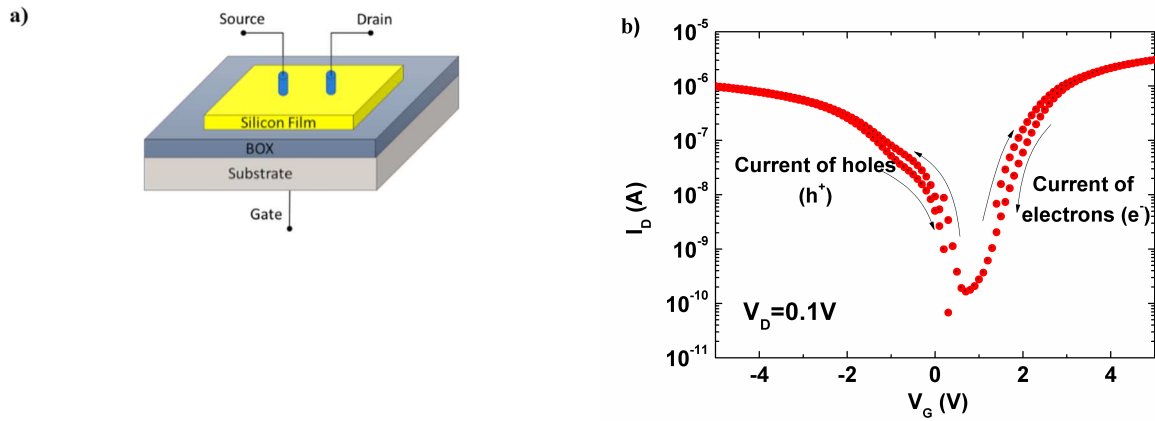 a)
Source
Drain
Silicon Film
BOX
Substrate
Gate
b)
10⁻⁵
10⁻⁶
10⁻⁷
10⁻⁸
10⁻⁹
10⁻¹⁰
10⁻¹¹
I_D (A)
Current of holes
(h⁺)
Current of
electrons (e⁻)
V_D=0.1V
-4
-2
0
2
4
V_G (V)